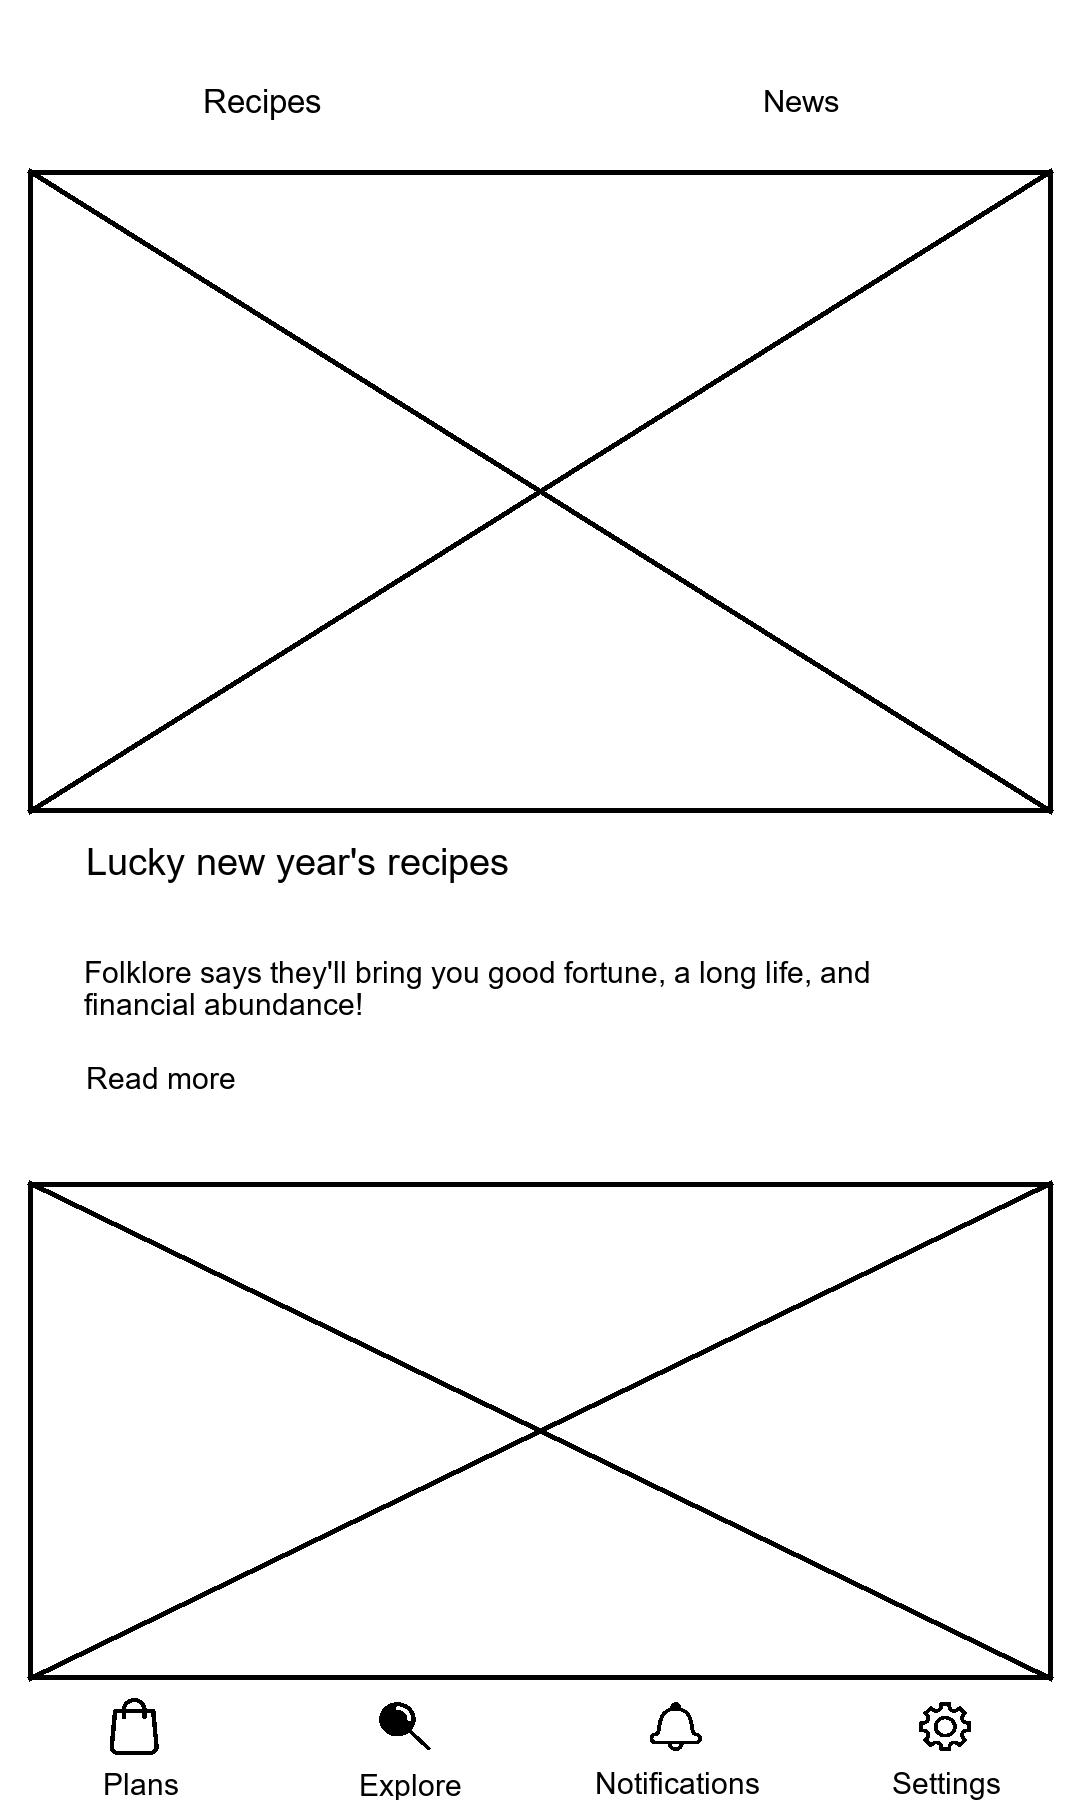 Recipes
News
Lucky new year's recipes
Folklore says they'll bring you good fortune, a long life, and
financial abundance!
Read more
Plans
Explore
Notifications
Settings